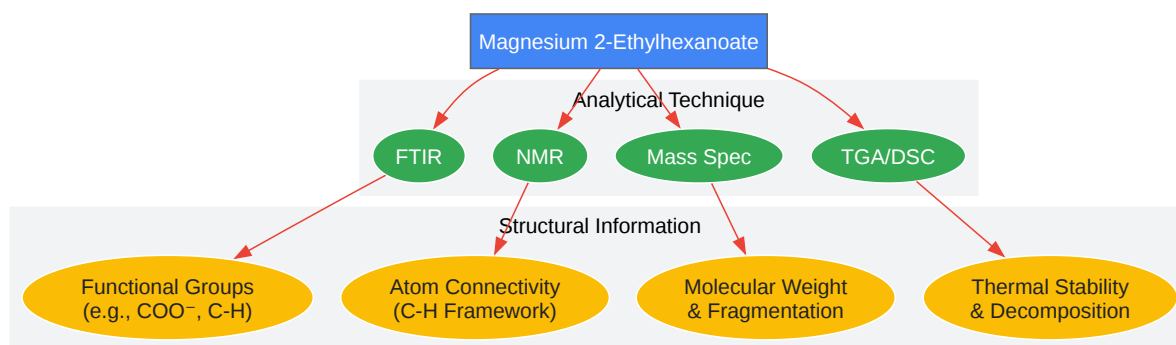 Magnesium 2-Ethylhexanoate
Analytical Technique
FTIR
NMR
Mass Spec
TGA/DSC
Structural Information
Functional Groups
(e.g., COO⁻, C-H)
Atom Connectivity
(C-H Framework)
Molecular Weight
& Fragmentation
Thermal Stability
& Decomposition